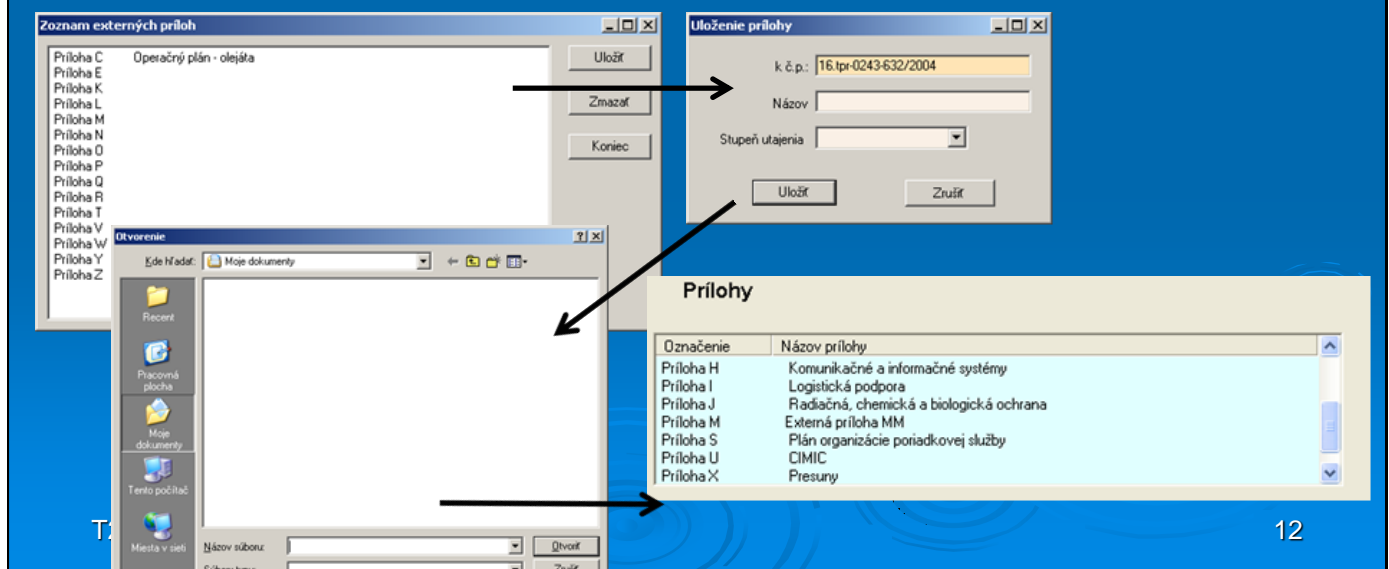 Zoznam externých príloh
Príloha C Operačný plán - olejáta
Príloha E
Príloha K
Príloha L
Príloha M
Príloha N
Príloha O
Príloha P
Príloha Q
Príloha R
Príloha T
Príloha V
Príloha W
Príloha Y
Príloha Z
Uložiť
Zmazať
Koniec
Uloženie prílohy
k č.p.: 16.tpr-0243-632/2004
Názov
Stupeň utajenia
Uložiť Zrušiť
Otvorenie
Kde hľadať: Moje dokumenty
Recent
Pracovná
plocha
Moje
dokumenty
Tento počítač
Miesta v sieti
Názov súboru: Otvoriť
Prílohy
Označenie Názov prílohy
Príloha H Komunikačné a informačné systémy
Príloha I Logistická podpora
Príloha J Radiačná, chemická a biologická ochrana
Príloha M Externá príloha MM
Príloha S Plán organizácie poriadkovej služby
Príloha U CIMIC
Príloha X Presuny
12